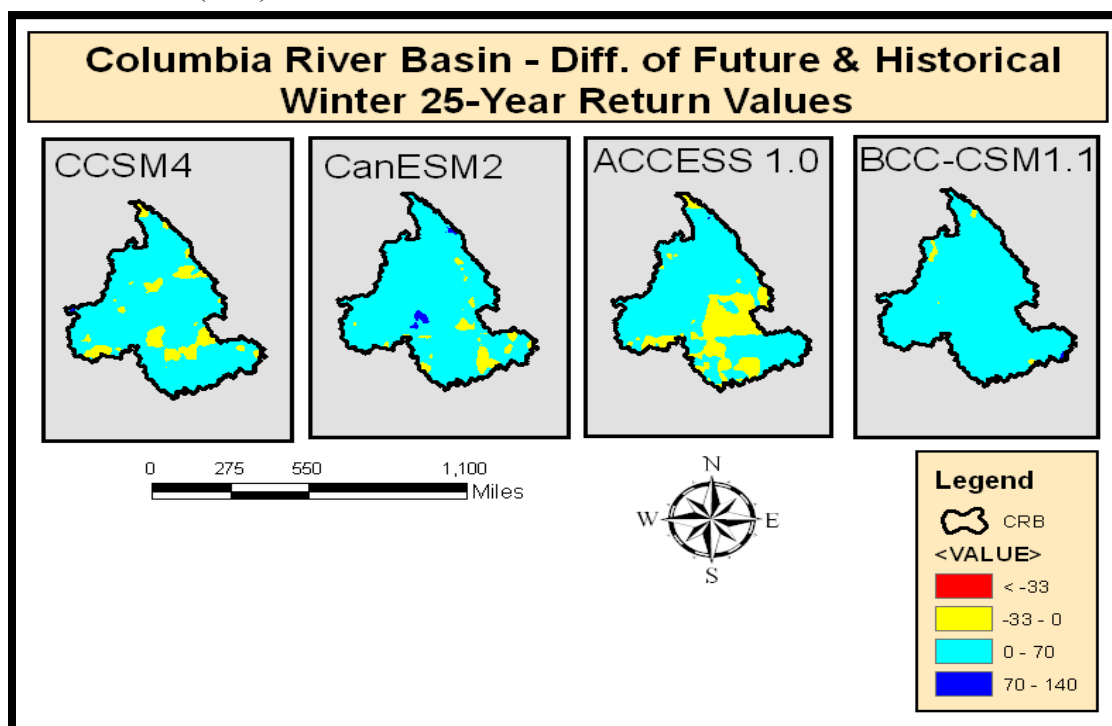 Columbia River Basin - Diff. of Future & Historical
Winter 25-Year Return Values
CCSM4
CanESM2
ACCESS 1.0
BCC-CSM1.1
0 275 550 1,100
Miles
N
W E
S
Legend
CRB
<VALUE>
< -33
-33 - 0
0 - 70
70 - 140